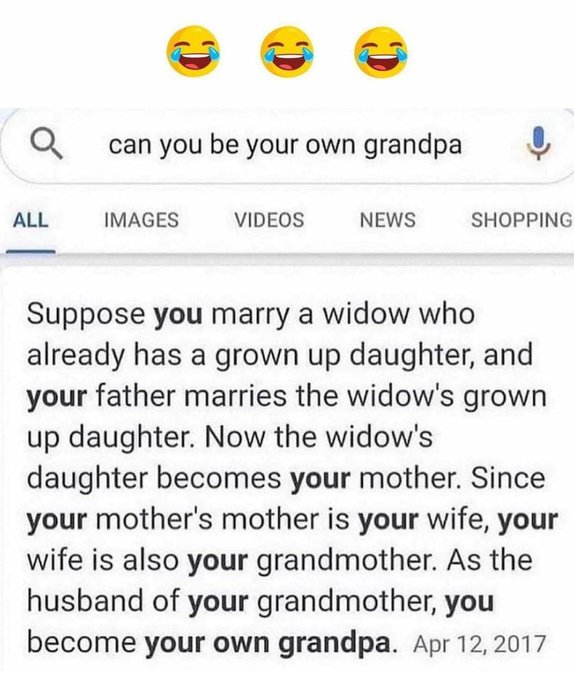 can you be your own grandpa
ALL IMAGES VIDEOS NEWS SHOPPING
Suppose you marry a widow who
already has a grown up daughter, and
your father marries the widow's grown
up daughter. Now the widow's
daughter becomes your mother. Since
your mother's mother is your wife, your
wife is also your grandmother. As the
husband of your grandmother, you
become your own grandpa. Apr 12, 2017